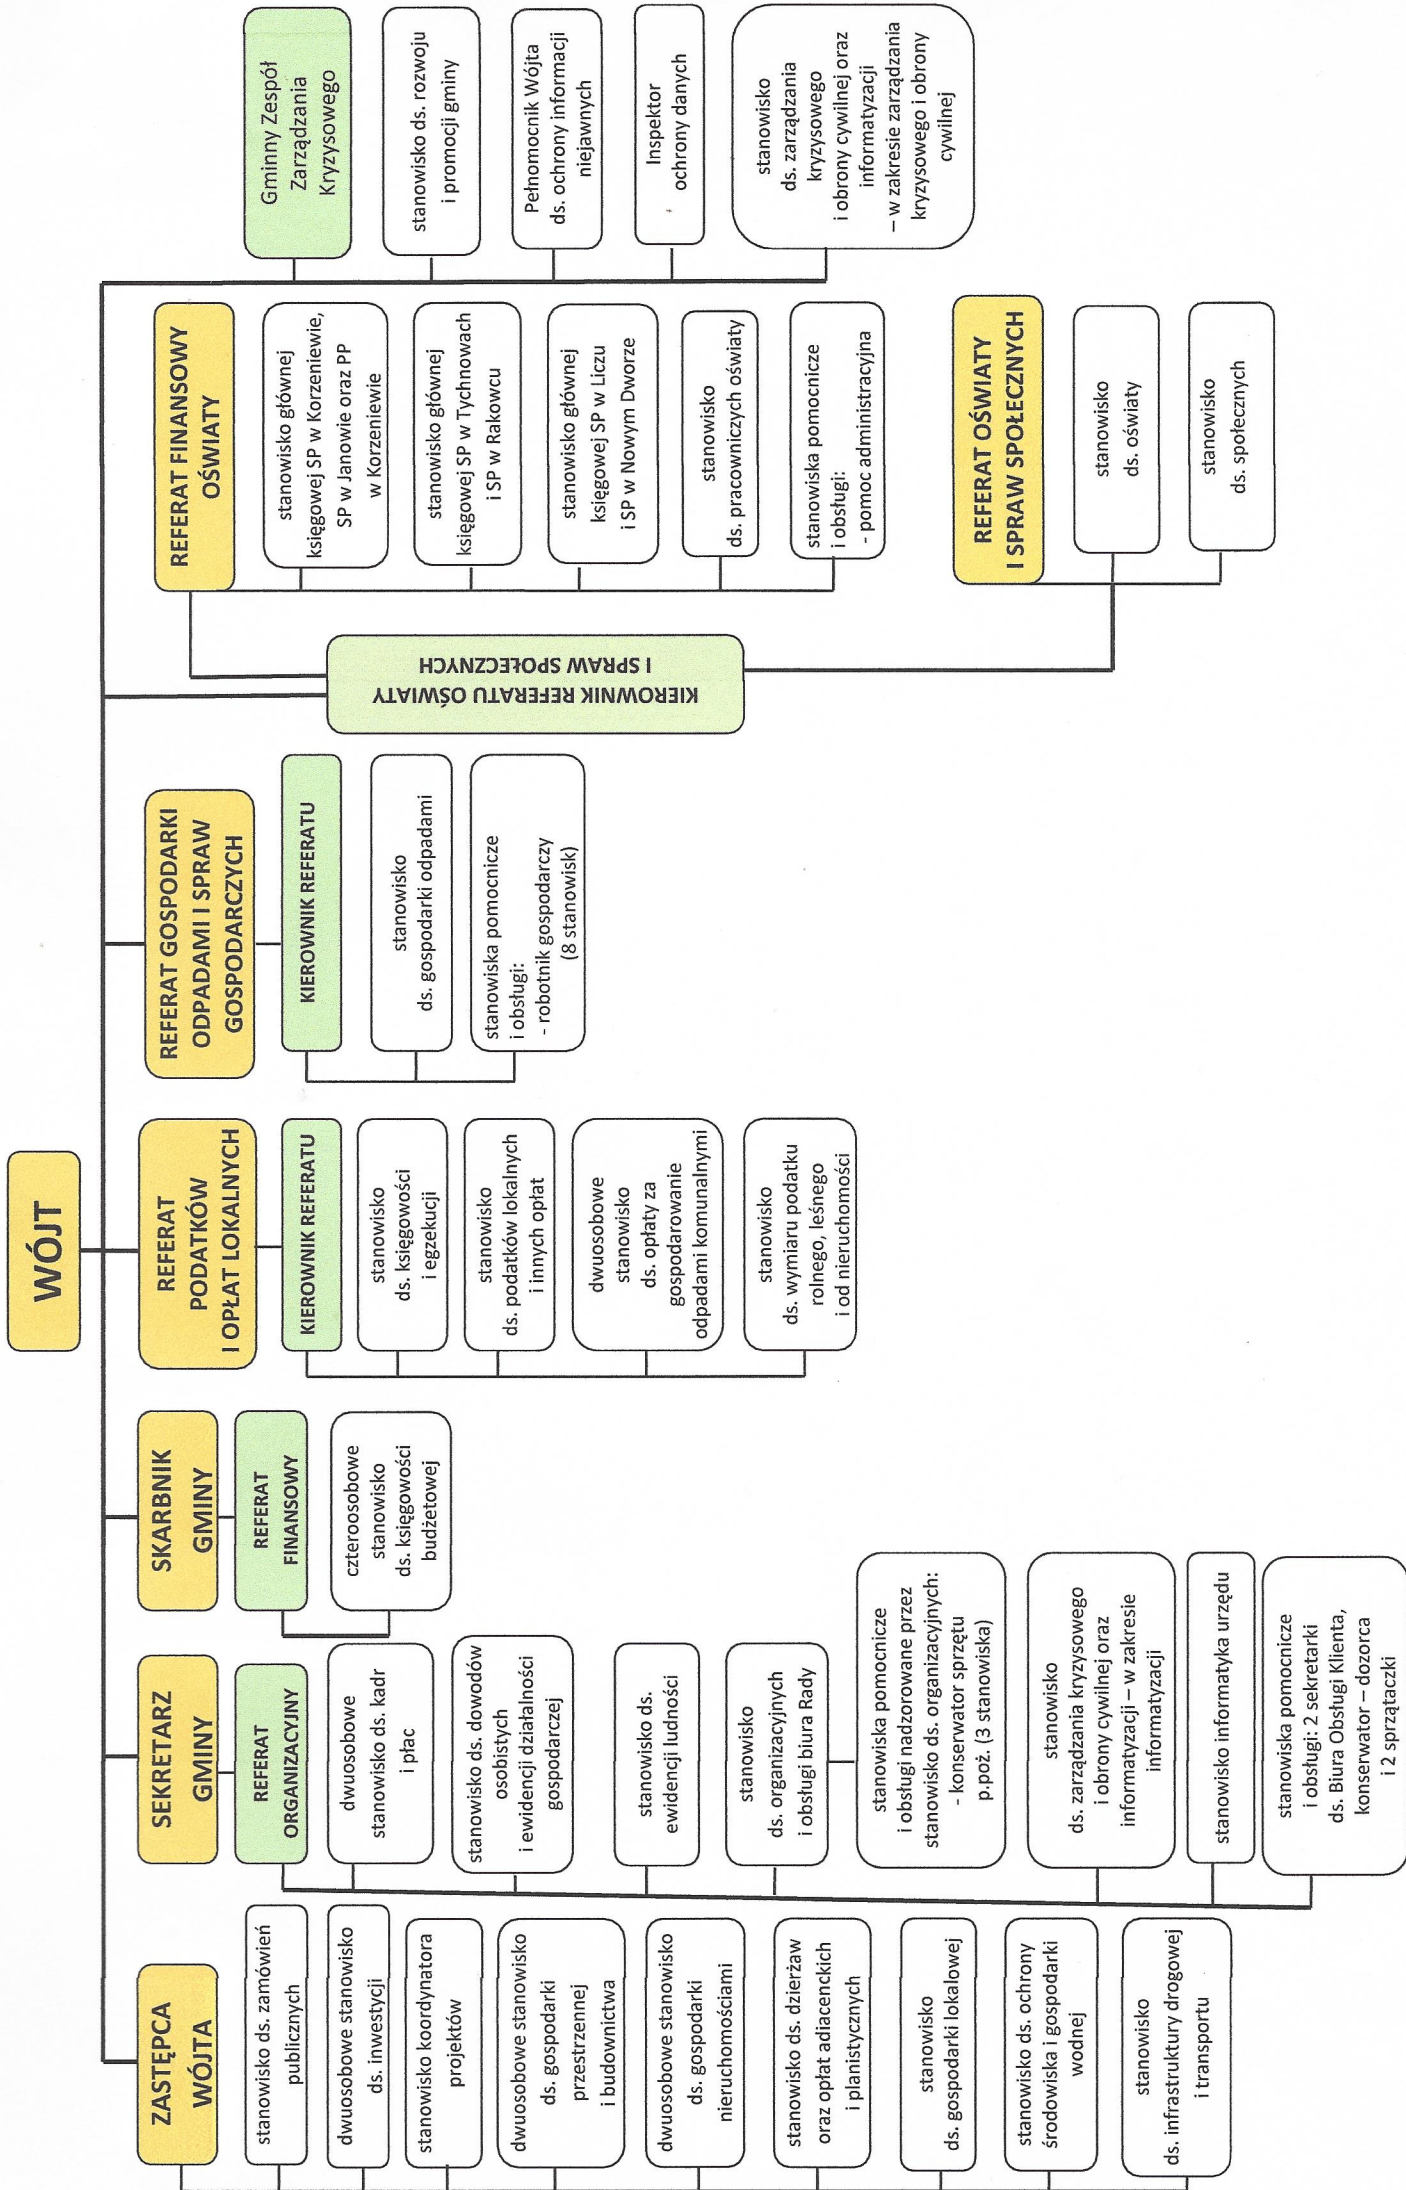 WÓJT
ZASTĘPCA
WÓJTA
stanowisko ds. zamówień
publicznych
dwuosobowe stanowisko
ds. inwestycji
stanowisko koordynatora
projektów
dwuosobowe stanowisko
ds. gospodarki
przestrzennej
i budownictwa
dwuosobowe stanowisko
ds. gospodarki
nieruchomościami
stanowisko ds. dzierżaw
oraz opłat adiacenckich
i planistycznych
stanowisko
ds. gospodarki lokalowej
stanowisko ds. ochrony
środowiska i gospodarki
wodnej
stanowisko
ds. infrastruktury drogowej
i transportu
SEKRETARZ
GMINY
REFERAT
ORGANIZACYJNY
dwuosobowe
stanowisko ds. kadr
i płac
stanowisko ds. dowodów
osobistych
i ewidencji działalności
gospodarczej
stanowisko ds.
ewidencji ludności
stanowisko
ds. organizacyjnych
i obsługi biura Rady
stanowiska pomocnicze
i obsługi nadzorowane przez
stanowisko ds. organizacyjnych:
- konserwator sprzętu
p.poż. (3 stanowiska)
stanowisko
ds. zarządzania kryzysowego
i obrony cywilnej oraz
informatyzacji – w zakresie
informatyzacji
stanowisko informatyka urzędu
stanowiska pomocnicze
i obsługi: 2 sekretarki
ds. Biura Obsługi Klienta,
konserwator – dozorca
i 2 sprzątaczki
SKARBNIK
GMINY
REFERAT
FINANSOWY
czteroosobowe
stanowisko
ds. księgowości
budżetowej
REFERAT
PODATKÓW
I OPŁAT LOKALNYCH
KIEROWNIK REFERATU
stanowisko
ds. księgowości
i egzekucji
stanowisko
ds. podatków lokalnych
i innych opłat
dwuosobowe
stanowisko
ds. opłaty za
gospodarowanie
odpadami komunalnymi
stanowisko
ds. wymiaru podatku
rolnego, leśnego
i od nieruchomości
REFERAT GOSPODARKI
ODPADAMI I SPRAW
GOSPODARCZYCH
KIEROWNIK REFERATU
stanowisko
ds. gospodarki odpadami
stanowiska pomocnicze
i obsługi:
- robotnik gospodarczy
(8 stanowisk)
KIEROWNIK REFERATU OŚWIATY
I SPRAW SPOŁECZNYCH
REFERAT FINANSOWY
OŚWIATY
stanowisko głównej
księgowej SP w Korzeniewie,
SP w Janowie oraz PP
w Korzeniewie
stanowisko głównej
księgowej SP w Tychnowach
i SP w Rakowcu
stanowisko głównej
księgowej SP w Liczu
i SP w Nowym Dworze
stanowisko
ds. pracowniczych oświaty
stanowiska pomocnicze
i obsługi:
- pomoc administracyjna
REFERAT OŚWIATY
I SPRAW SPOŁECZNYCH
stanowisko
ds. oświaty
stanowisko
ds. społecznych
Gminny Zespół
Zarządzania
Kryzysowego
stanowisko ds. rozwoju
i promocji gminy
Pełnomocnik Wójta
ds. ochrony informacji
niejawnych
Inspektor
ochrony danych
stanowisko
ds. zarządzania
kryzysowego
i obrony cywilnej oraz
informatyzacji
– w zakresie zarządzania
kryzysowego i obrony
cywilnej